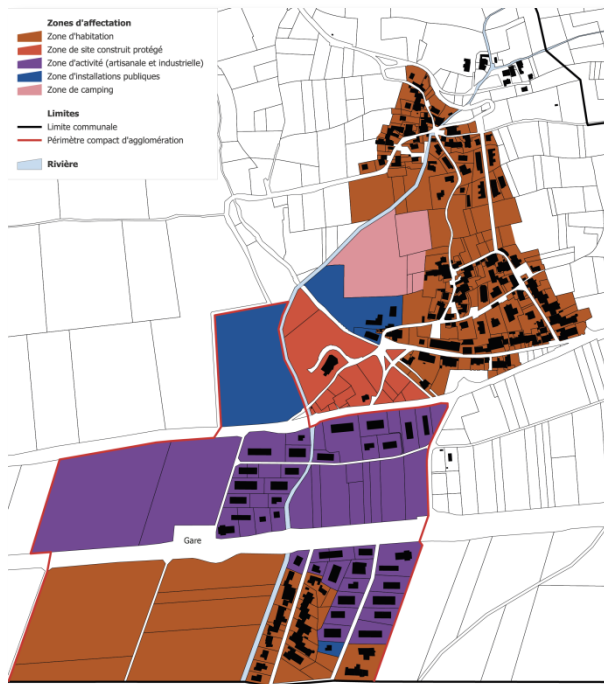 Zones d'affectation
Zone d'habitation
Zone de site construit protégé
Zone d'activité (artisanale et industrielle)
Zone d'installations publiques
Zone de camping
Limites
Limite communale
Périmètre compact d'agglomération
Rivière
Gare